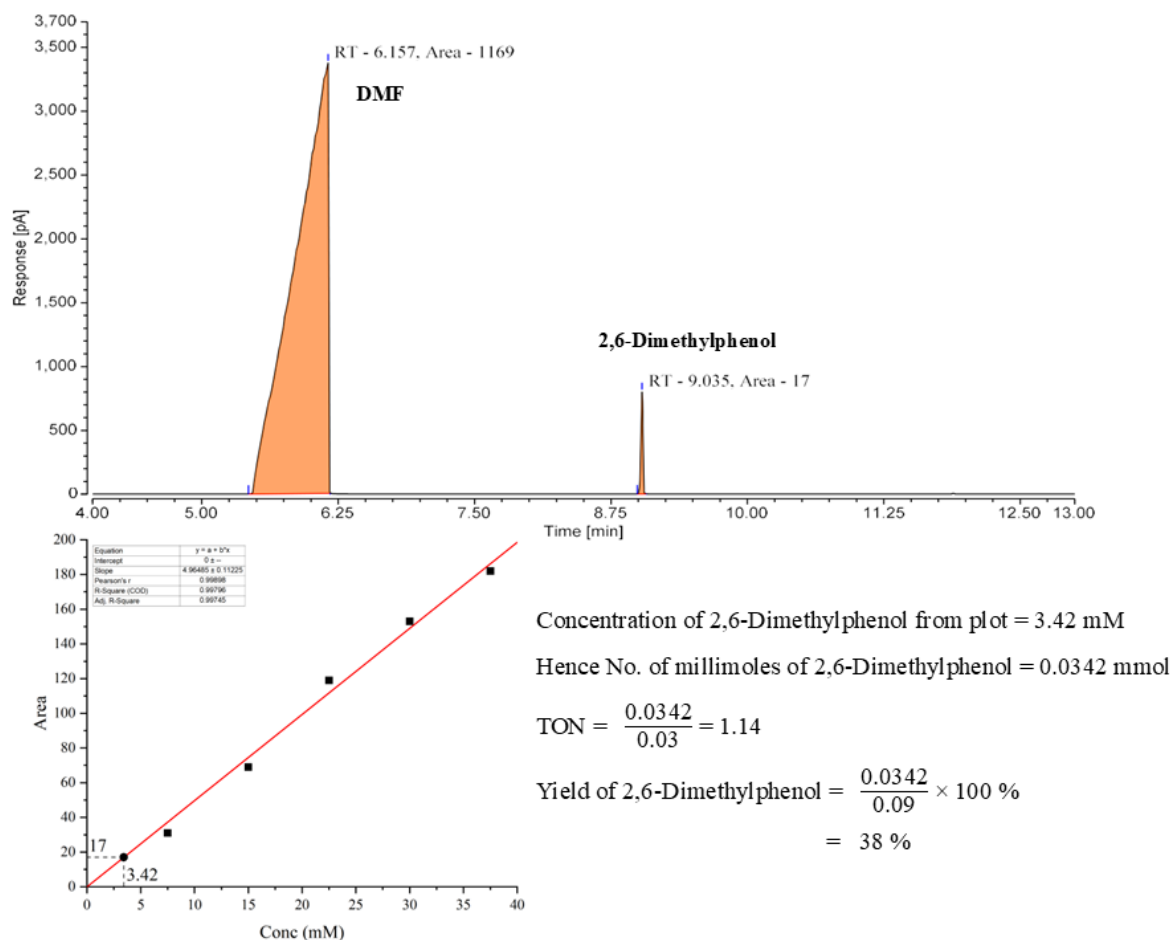 3,700
3,500
3,000
2,500
2,000
1,500
1,000
500
0
Response [pA]
RT - 6.157, Area - 1169
DMF
2,6-Dimethylphenol
RT - 9.035, Area - 17
4.00 5.00 6.25 7.50 8.75 10.00 11.25 12.50 13.00
Time [min]
200
180
160
140
120
100
80
60
40
20
0
Area
Equation y = a + b*x
Intercept 0 ± --
Slope 4.96485 ± 0.11225
Pearson's r 0.99898
R-Square (COD) 0.99796
Adj. R-Square 0.99745
17
3.42
0 5 10 15 20 25 30 35 40
Conc (mM)
Concentration of 2,6-Dimethylphenol from plot = 3.42 mM
Hence No. of millimoles of 2,6-Dimethylphenol = 0.0342 mmol
TON = 0.0342/0.03 = 1.14
Yield of 2,6-Dimethylphenol = 0.0342/0.09 × 100 %
= 38 %